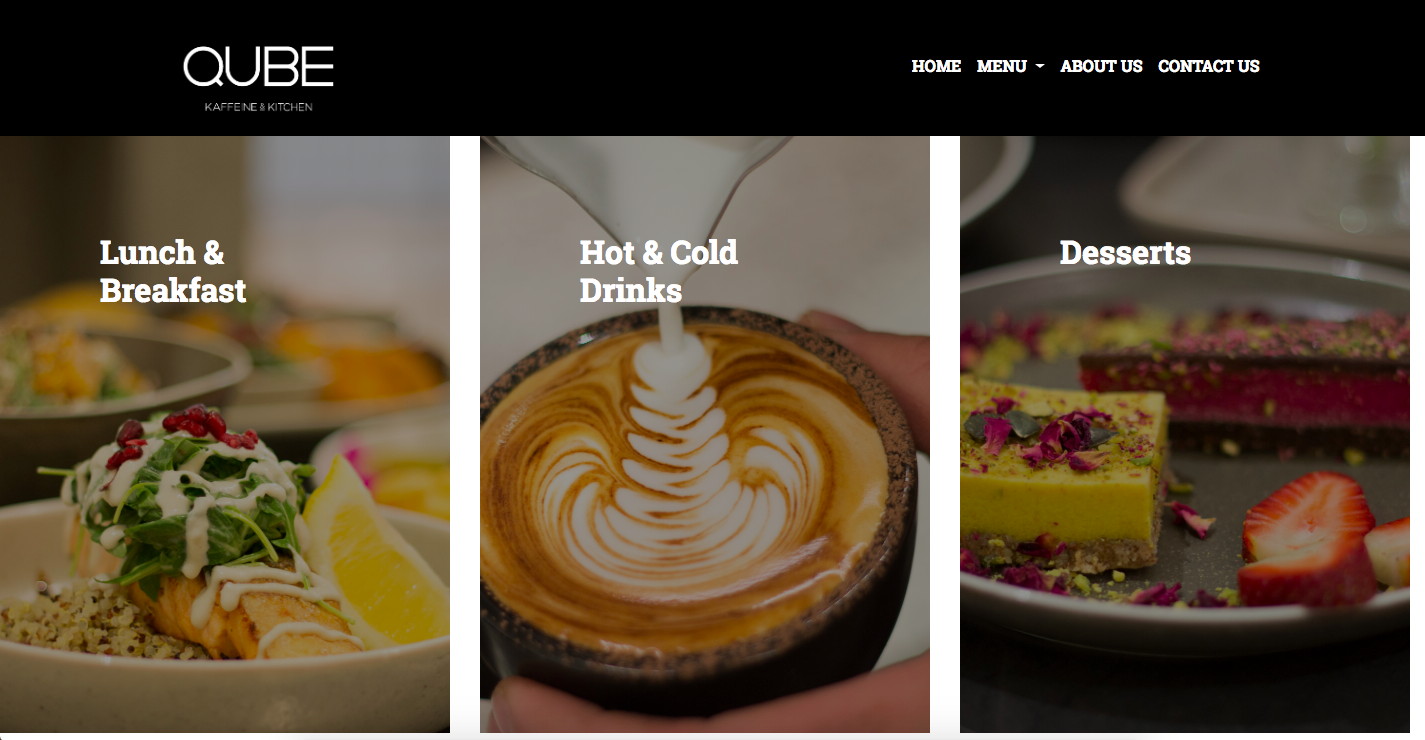 QUBE
KAFFEINE & KITCHEN
HOME MENU ABOUT US CONTACT US
Lunch &
Breakfast
Hot & Cold
Drinks
Desserts